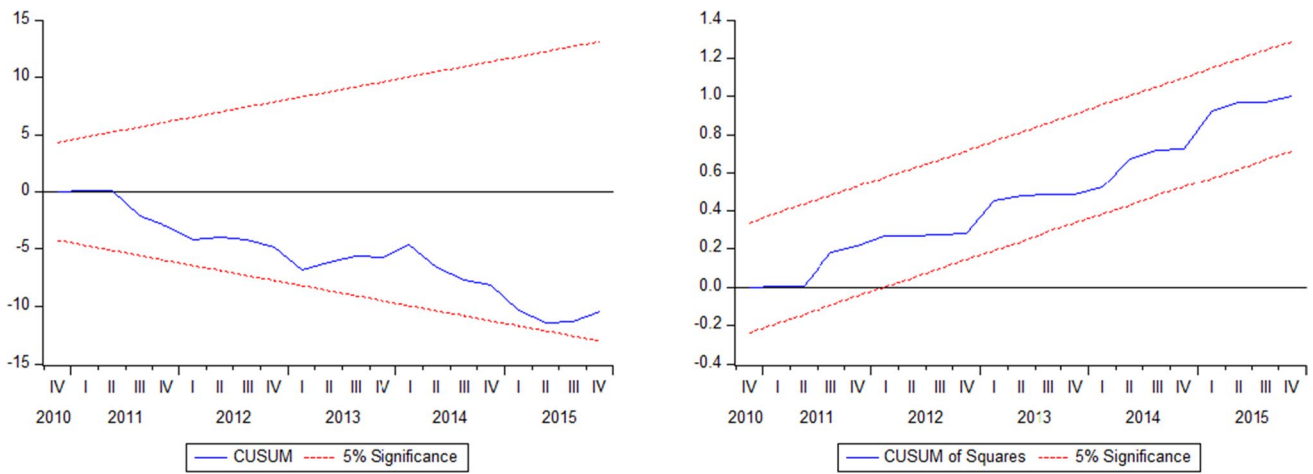 15
10
5
0
-5
-10
-15
IV I II III IV I II III IV I II III IV I II III IV I II III IV
2010 2011 2012 2013 2014 2015
CUSUM 5% Significance
1.4
1.2
1.0
0.8
0.6
0.4
0.2
0.0
-0.2
-0.4
IV I II III IV I II III IV I II III IV I II III IV I II III IV
2010 2011 2012 2013 2014 2015
CUSUM of Squares 5% Significance